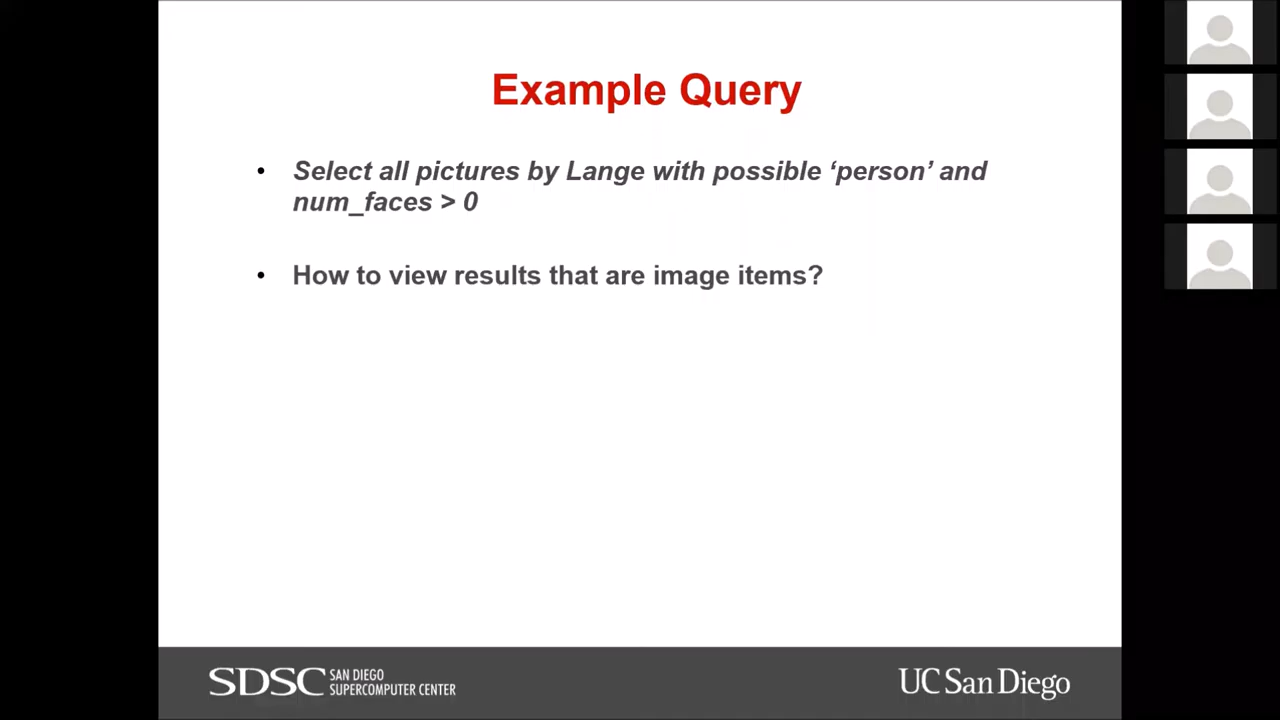 Example Query
• Select all pictures by Lange with possible ‘person’ and
num_faces > 0
• How to view results that are image items?
SDSC SAN DIEGO
SUPERCOMPUTER CENTER
UC San Diego